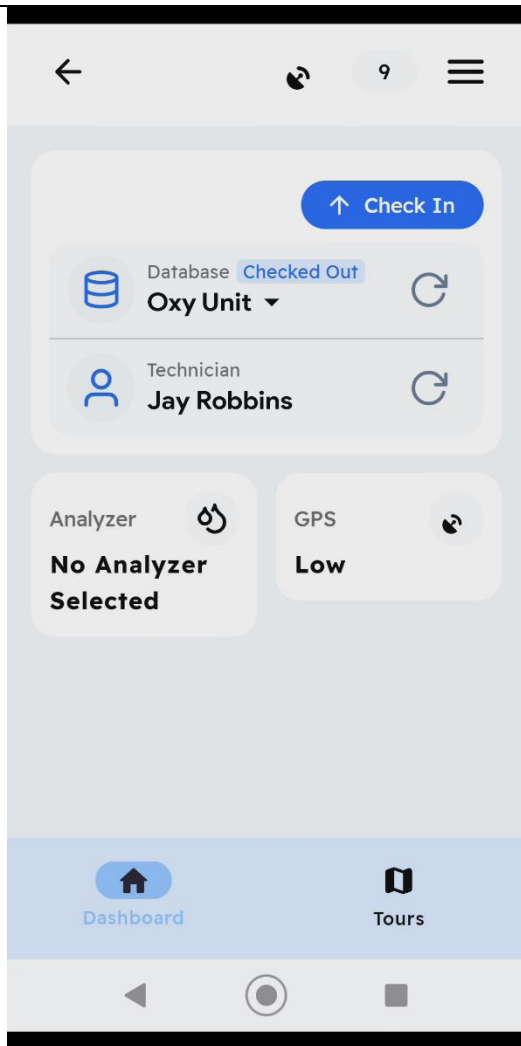 9
Check In
Database Checked Out
Oxy Unit
Technician
Jay Robbins
Analyzer
No Analyzer
Selected
GPS
Low
Dashboard
Tours